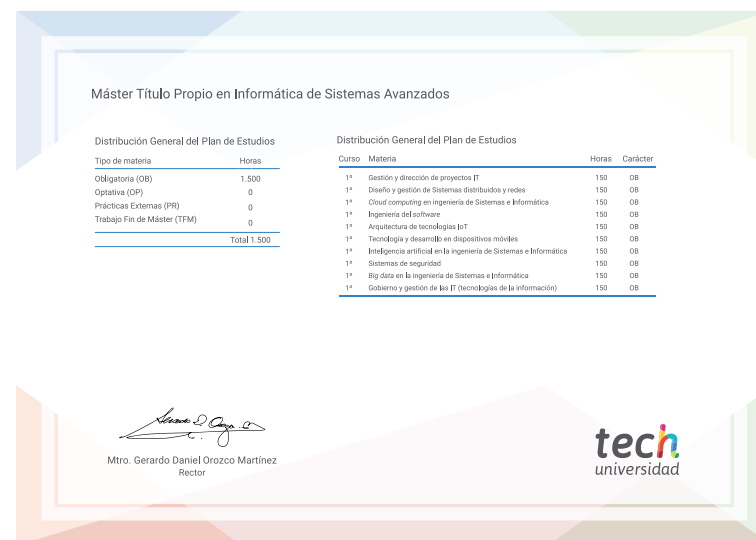 Máster Título Propio en Informática de Sistemas Avanzados
Distribución General del Plan de Estudios
Tipo de materia Horas
Obligatoria (OB) 1.500
Optativa (OP) 0
Prácticas Externas (PR) 0
Trabajo Fin de Máster (TFM) 0
Total 1.500
Distribución General del Plan de Estudios
Curso Materia Horas Carácter
1º Gestión y dirección de proyectos IT 150 OB
1º Diseño y gestión de Sistemas distribuidos y redes 150 OB
1º Cloud computing en ingeniería de Sistemas e Informática 150 OB
1º Ingeniería del software 150 OB
1º Arquitectura de tecnologías IoT 150 OB
1º Tecnología y desarrollo en dispositivos móviles 150 OB
1º Inteligencia artificial en la ingeniería de Sistemas e Informática 150 OB
1º Sistemas de seguridad 150 OB
1º Big data en la ingeniería de Sistemas e Informática 150 OB
1º Gobierno y gestión de las IT (tecnologías de la información) 150 OB
Mtro. Gerardo Daniel Orozco Martínez
Rector
tech
universidad